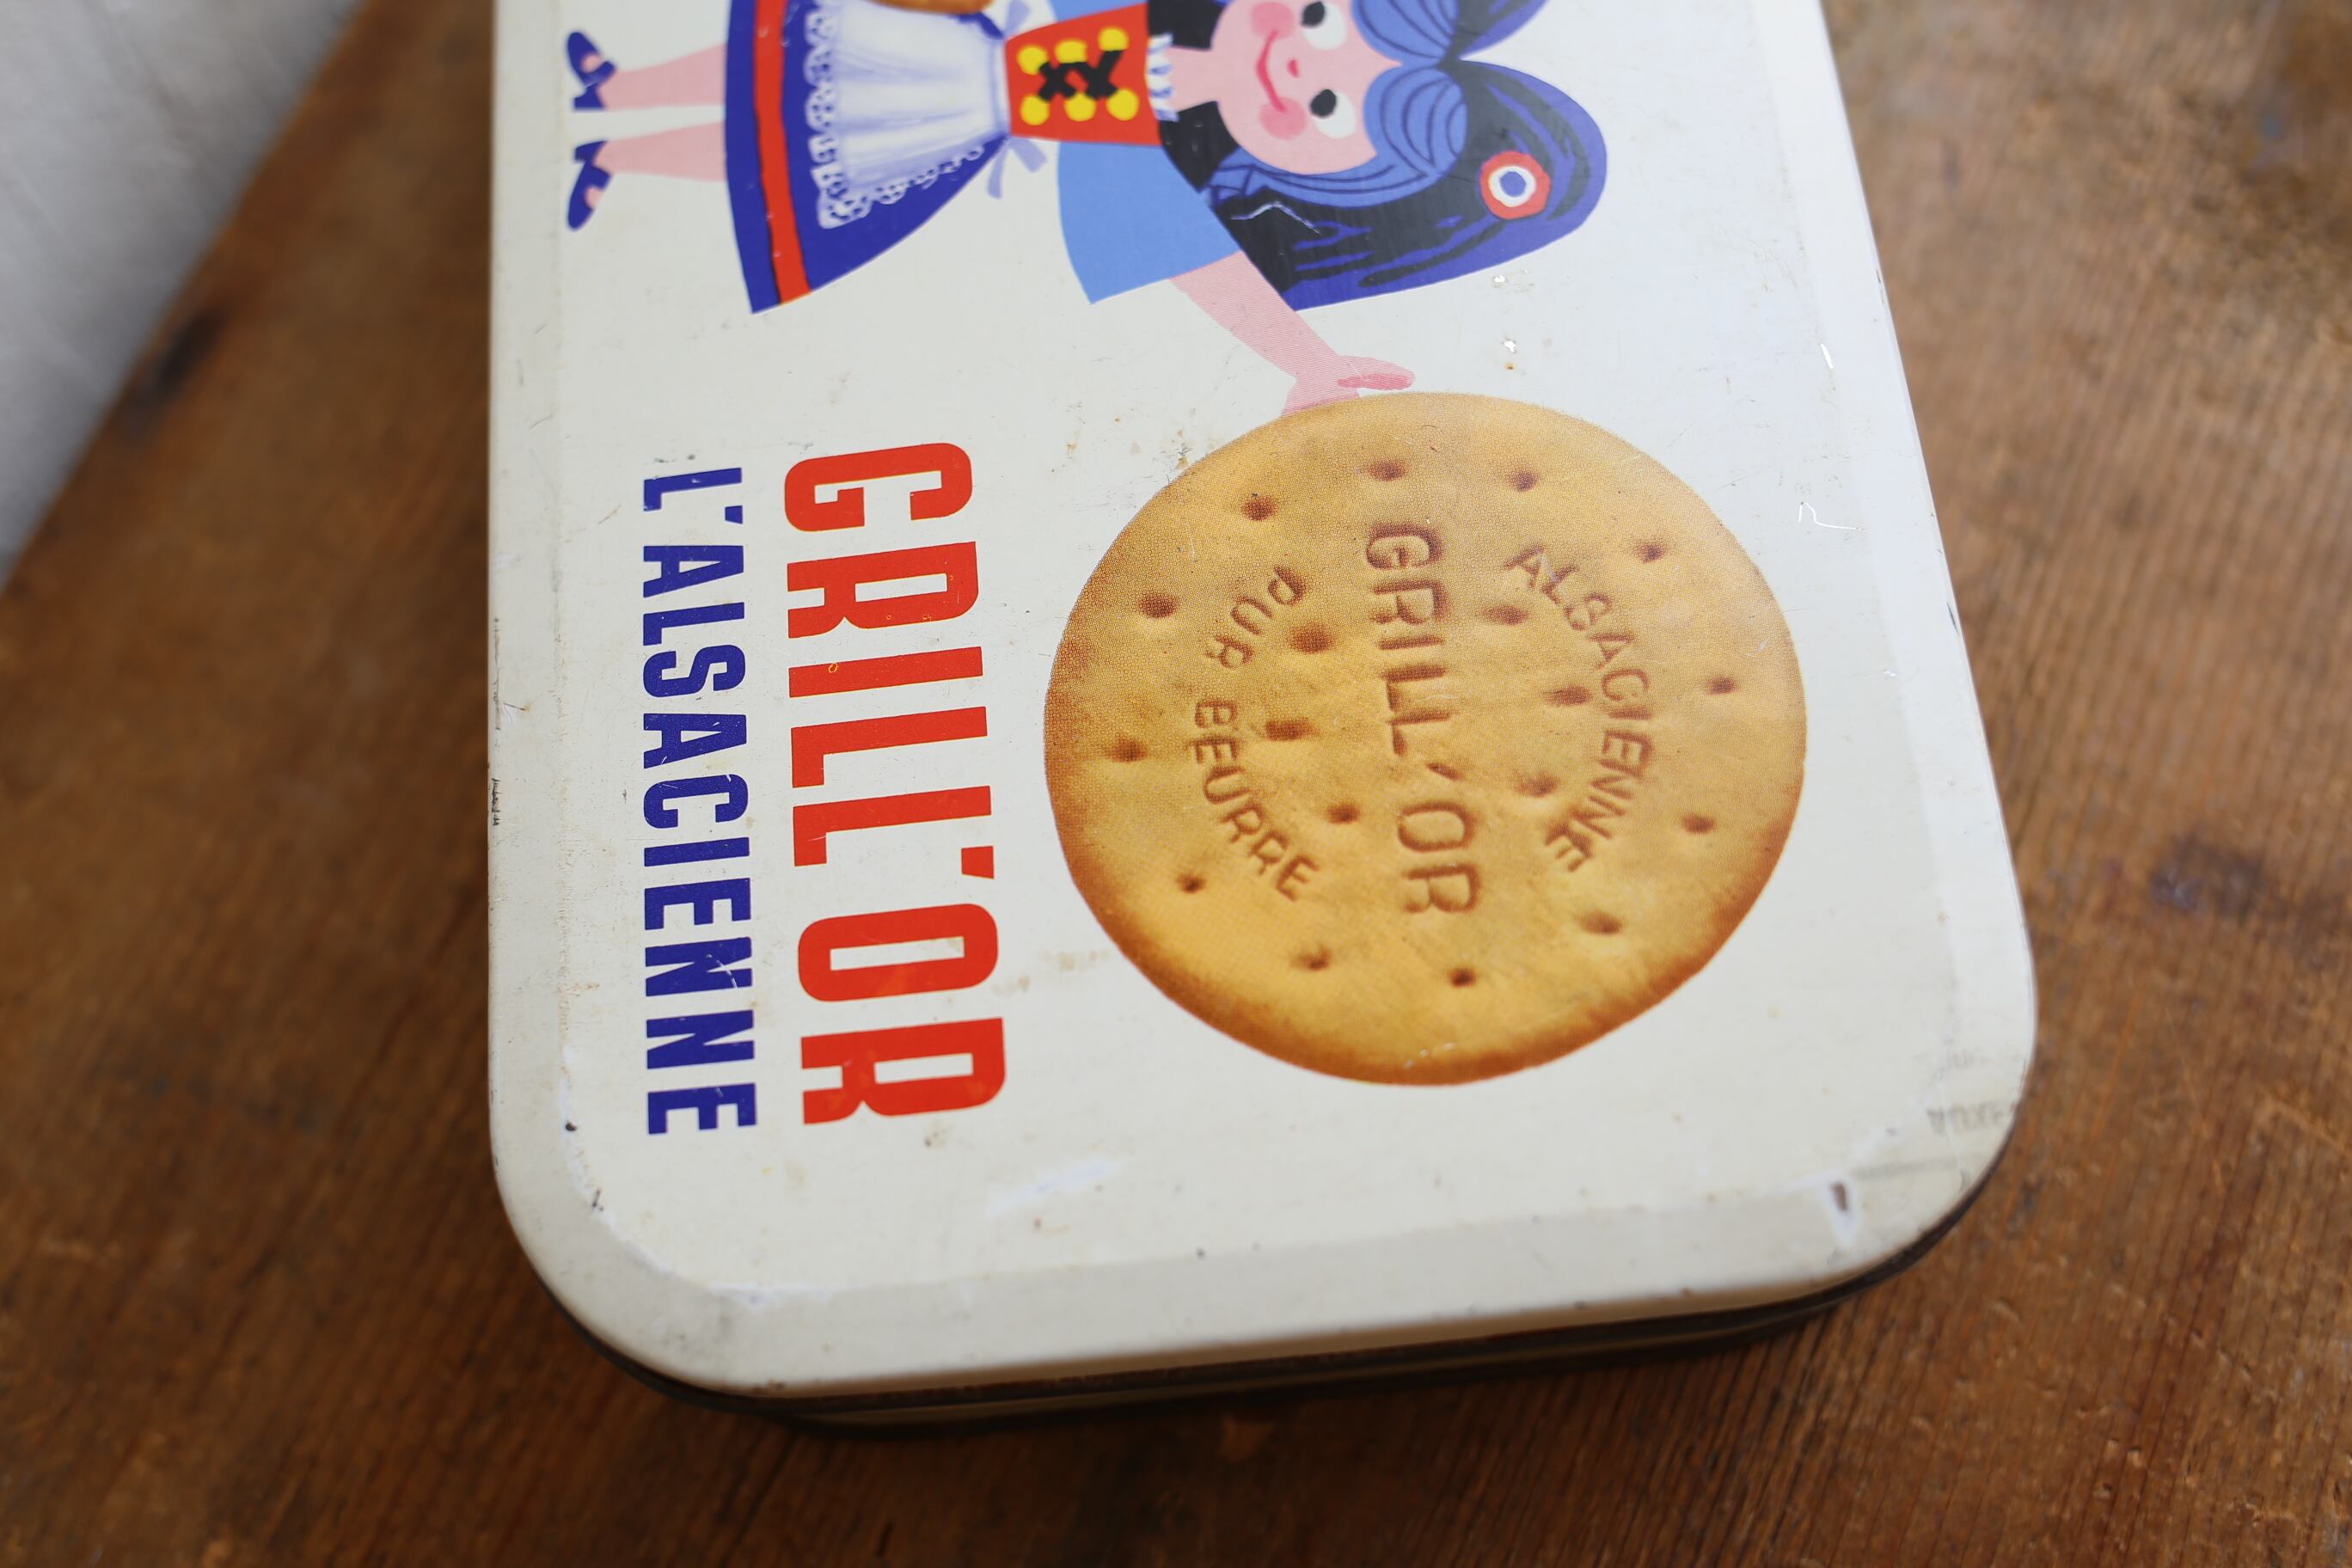 ALSACIENNE
GRILL'OR
PUR BEURRE
GRILL'OR
L'ALSACIENNE